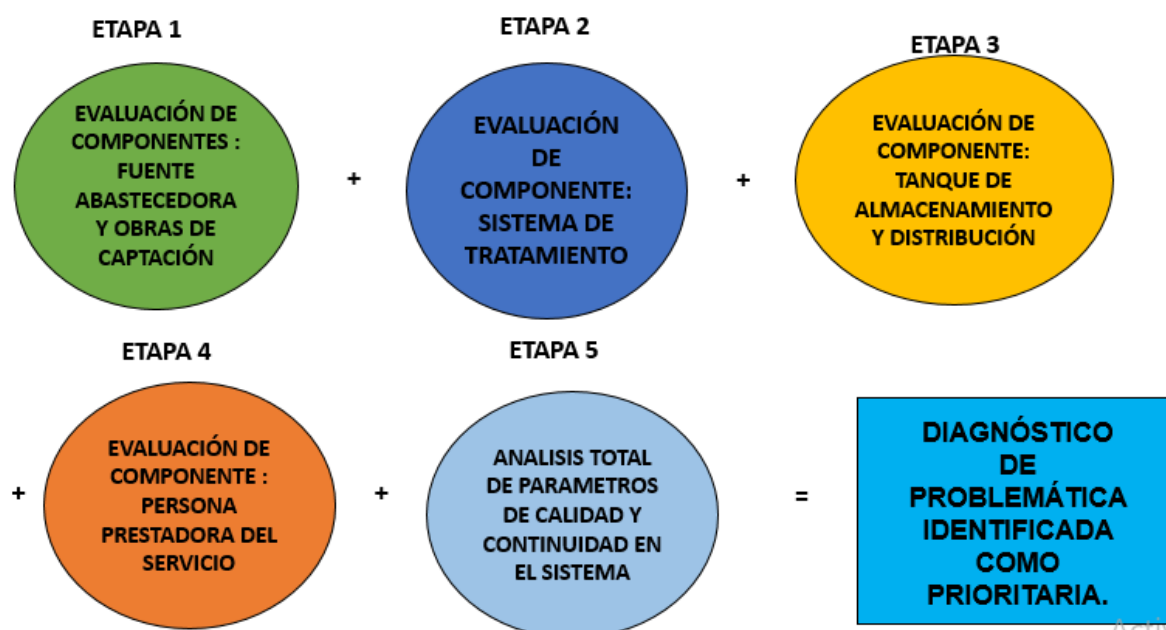 ETAPA 1
EVALUACIÓN DE
COMPONENTES :
FUENTE
ABASTECEDORA
Y OBRAS DE
CAPTACIÓN
+
ETAPA 2
EVALUACIÓN
DE
COMPONENTE:
SISTEMA DE
TRATAMIENTO
+
ETAPA 3
EVALUACIÓN DE
COMPONENTE:
TANQUE DE
ALMACENAMIENTO
Y DISTRIBUCIÓN
+
ETAPA 4
EVALUACIÓN DE
COMPONENTE :
PERSONA
PRESTADORA DEL
SERVICIO
+
ETAPA 5
ANALISIS TOTAL
DE PARAMETROS
DE CALIDAD Y
CONTINUIDAD EN
EL SISTEMA
=
DIAGNÓSTICO
DE
PROBLEMÁTICA
IDENTIFICADA
COMO
PRIORITARIA.